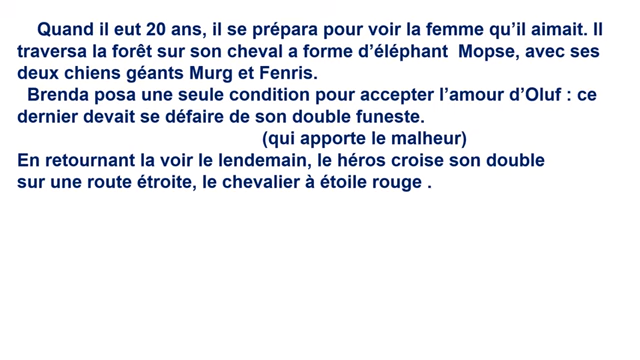 Quand il eut 20 ans, il se prépara pour voir la femme qu’il aimait. Il
traversa la forêt sur son cheval a forme d’éléphant Mopse, avec ses
deux chiens géants Murg et Fenris.
Brenda posa une seule condition pour accepter l’amour d’Oluf : ce
dernier devait se défaire de son double funeste.
(qui apporte le malheur)
En retournant la voir le lendemain, le héros croise son double
sur une route étroite, le chevalier à étoile rouge .